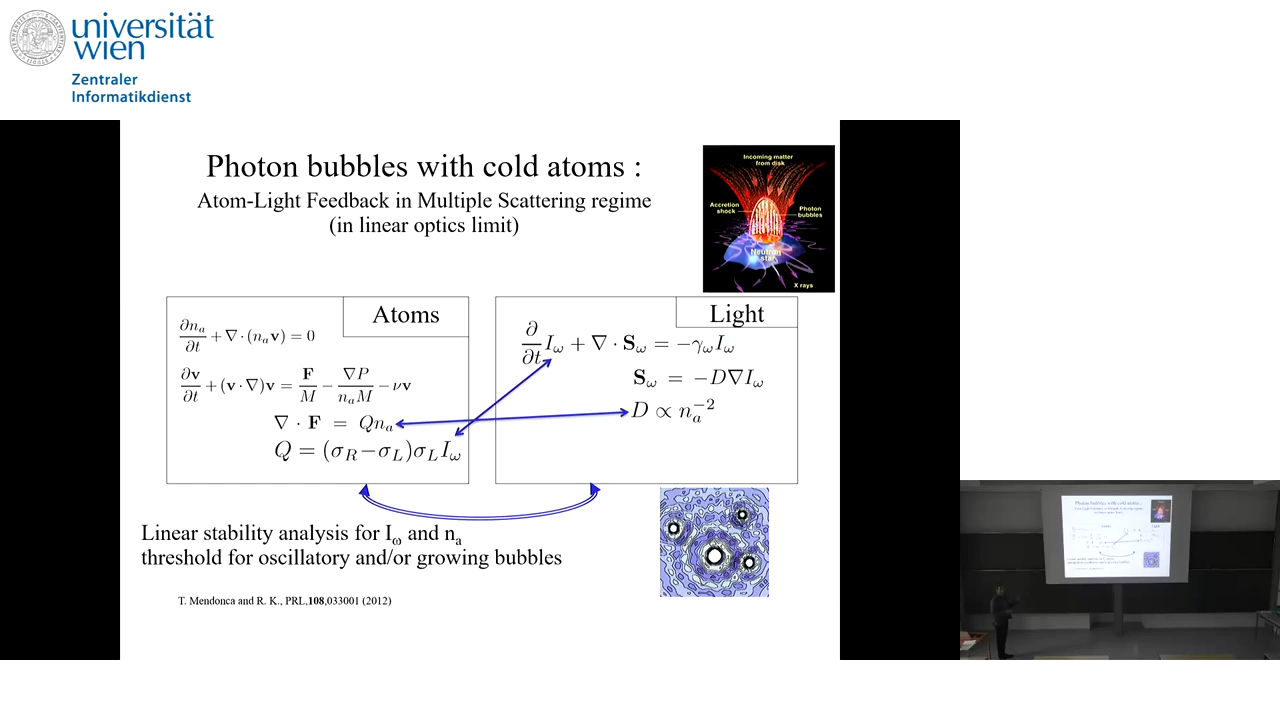 universität
wien
Zentraler
Informatikdienst
Photon bubbles with cold atoms :
Atom-Light Feedback in Multiple Scattering regime
(in linear optics limit)
Incoming matter
from disk
Accretion
shock
Photon
bubbles
Neutron
star
X rays
Atoms
∂n_a/∂t + ∇·(n_a v) = 0
∂v/∂t + (v·∇)v = F/M − ∇P/(n_a M) − νv
∇ · F = Qn_a
Q = (σ_R − σ_L)σ_L I_ω
Light
∂/∂t I_ω + ∇ · S_ω = −γ_ω I_ω
S_ω = −D∇I_ω
D ∝ n_a^−2
Linear stability analysis for I_ω and n_a
threshold for oscillatory and/or growing bubbles
T. Mendonca and R. K., PRL,108,033001 (2012)